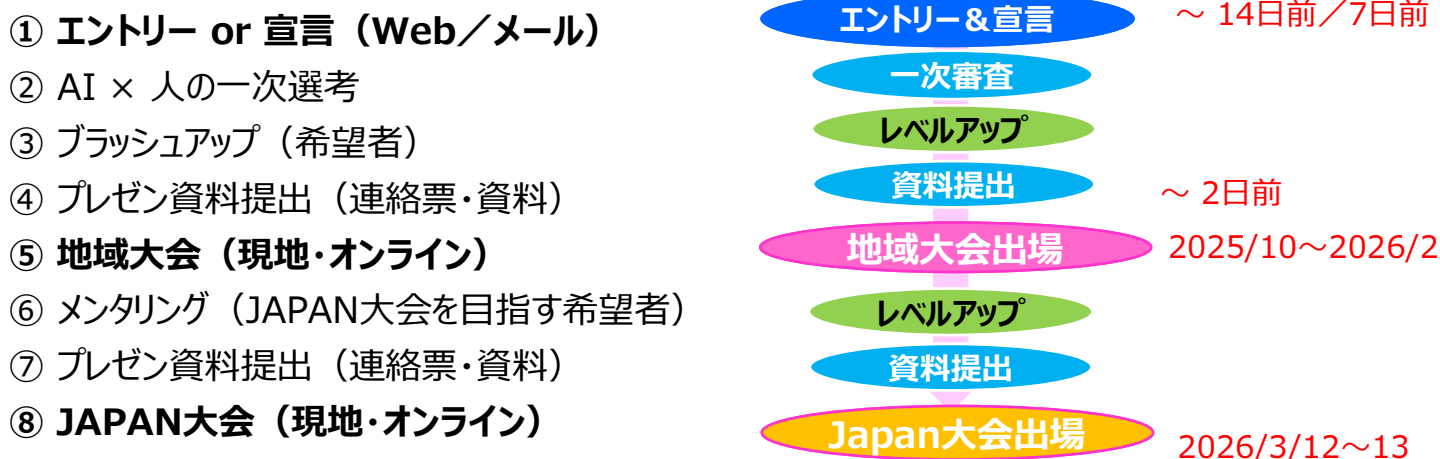 ① エントリー or 宣言（Web／メール）
② AI × 人の一次選考
③ ブラッシュアップ（希望者）
④ プレゼン資料提出（連絡票・資料）
⑤ 地域大会（現地・オンライン）
⑥ メンタリング（JAPAN大会を目指す希望者）
⑦ プレゼン資料提出（連絡票・資料）
⑧ JAPAN大会（現地・オンライン）
エントリー＆宣言
～ 14日前／7日前
一次審査
レベルアップ
資料提出
～ 2日前
地域大会出場
2025/10～2026/2
レベルアップ
資料提出
Japan大会出場
2026/3/12～13